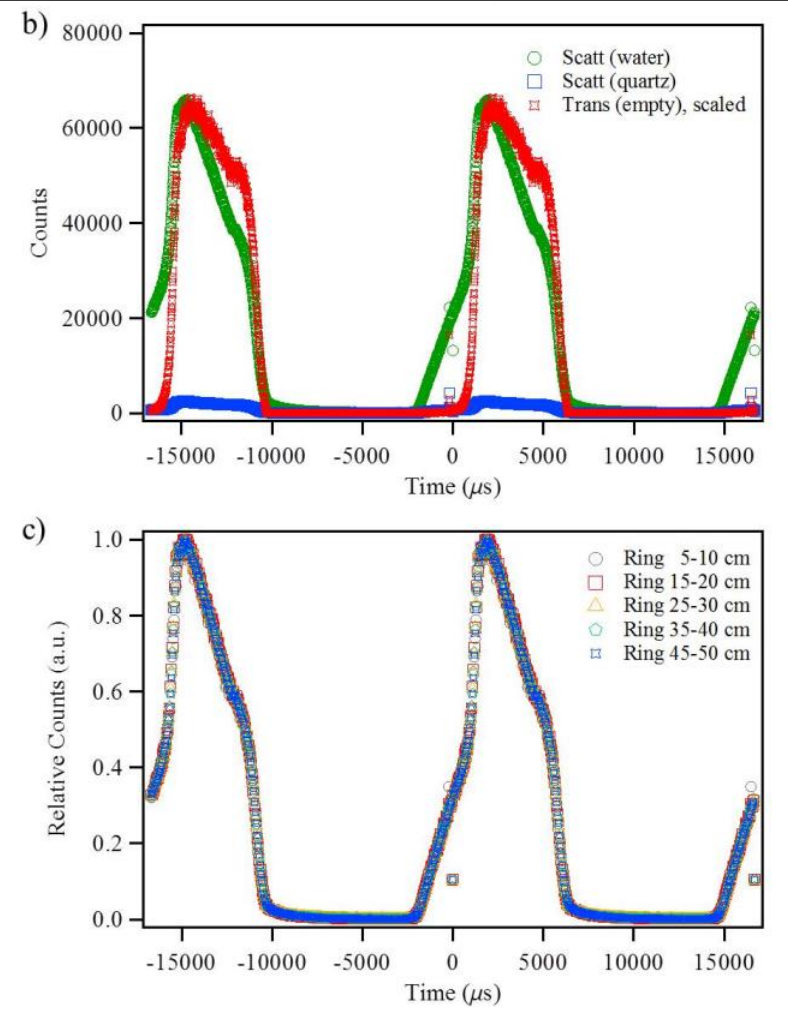 b)
80000
60000
40000
20000
0
Counts
Scatt (water)
Scatt (quartz)
Trans (empty), scaled
-15000 -10000 -5000 0 5000 10000 15000
Time (μs)
c)
1.0
0.8
0.6
0.4
0.2
0.0
Relative Counts (a.u.)
Ring 5-10 cm
Ring 15-20 cm
Ring 25-30 cm
Ring 35-40 cm
Ring 45-50 cm
-15000 -10000 -5000 0 5000 10000 15000
Time (μs)